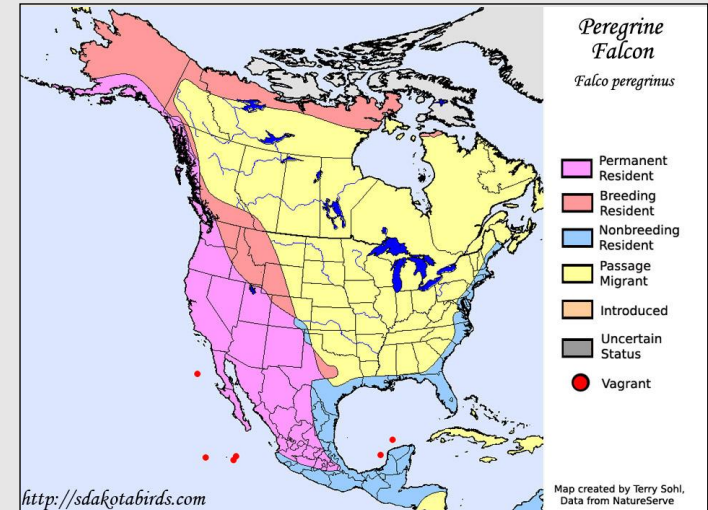 Peregrine
Falcon
Falco peregrinus
Permanent
Resident
Breeding
Resident
Nonbreeding
Resident
Passage
Migrant
Introduced
Uncertain
Status
Vagrant
http://sdakotabirds.com
Map created by Terry Sohl,
Data from NatureServe